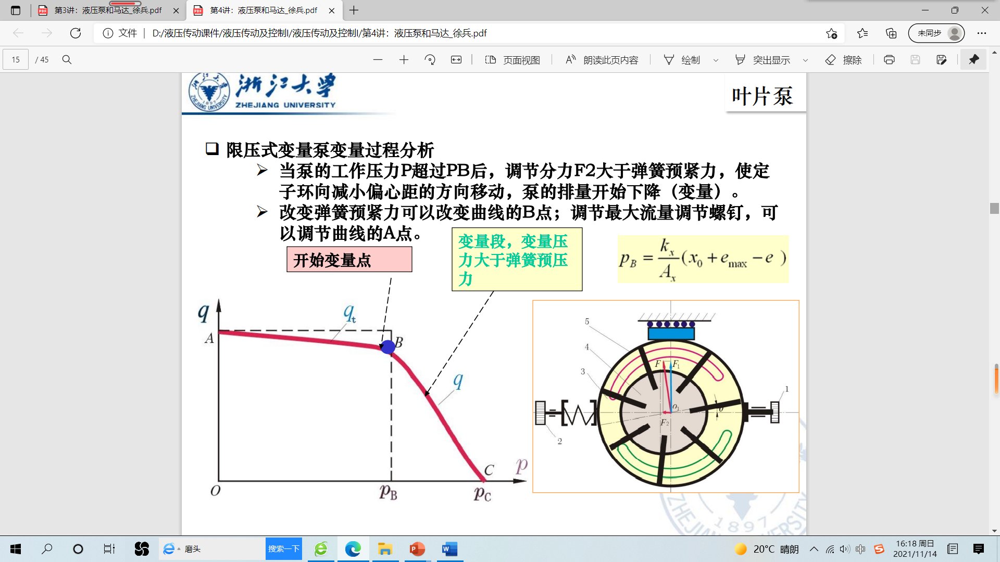 第3讲：液压泵和马达_徐兵.pdf
第4讲：液压泵和马达_徐兵.pdf
文件
D:/液压传动课件/液压传动及控制I/液压传动及控制I/第4讲：液压泵和马达_徐兵.pdf
未同步
15 / 45
页面视图
朗读此页内容
绘制
突出显示
擦除
浙江大学
ZHEJIANG UNIVERSITY
叶片泵
限压式变量泵变量过程分析
当泵的工作压力P超过PB后，调节分力F2大于弹簧预紧力，使定
子环向减小偏心距的方向移动，泵的排量开始下降（变量）。
改变弹簧预紧力可以改变曲线的B点；调节最大流量调节螺钉，可
以调节曲线的A点。
开始变量点
变量段，变量压
力大于弹簧预压
力
p_B = k_x/A_x (x_0 + e_max − e )
q
q_t
A
B
q
C
p
O
p_B
p_C
5
4
3
F F_1
1
O_1
F_2
2
1897
ZHEJIANG UNIVERSITY
磨头
搜索一下
20°C 晴朗
中
16:18 周日
2021/11/14